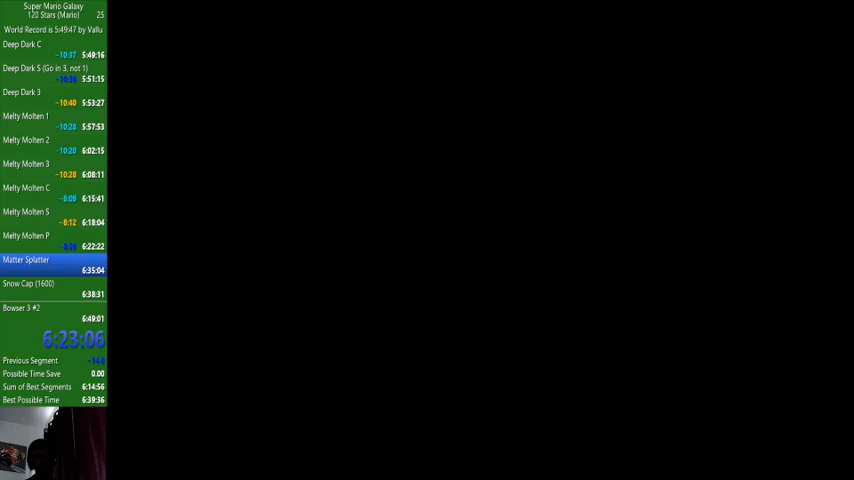 Super Mario Galaxy
120 Stars (Mario) 25
World Record is 5:49:47 by Vallu
Deep Dark C
-10:37 5:49:16
Deep Dark S (Go in 3, not 1)
5:51:15
Deep Dark 3
-10:40 5:53:27
Melty Molten 1
-10:28 5:57:53
Melty Molten 2
-10:20 6:02:15
Melty Molten 3
-10:28 6:08:11
Melty Molten C
-8:09 6:15:41
Melty Molten S
-8:12 6:18:04
Melty Molten P
6:22:22
Matter Splatter
6:35:04
Snow Cap (1600)
6:38:31
Bowser 3 #2
6:49:01
6:23:06
Previous Segment -14.0
Possible Time Save 0.00
Sum of Best Segments 6:14:56
Best Possible Time 6:39:36